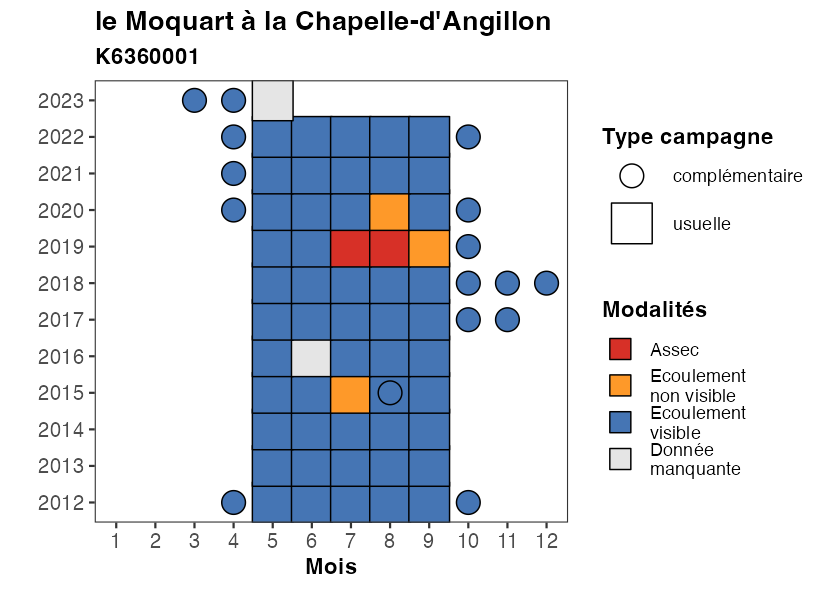 le Moquart à la Chapelle-d'Angillon
K6360001
2023
2022
2021
2020
2019
2018
2017
2016
2015
2014
2013
2012
1 2 3 4 5 6 7 8 9 10 11 12
Mois
Type campagne
complémentaire
usuelle
Modalités
Assec
Ecoulement
non visible
Ecoulement
visible
Donnée
manquante